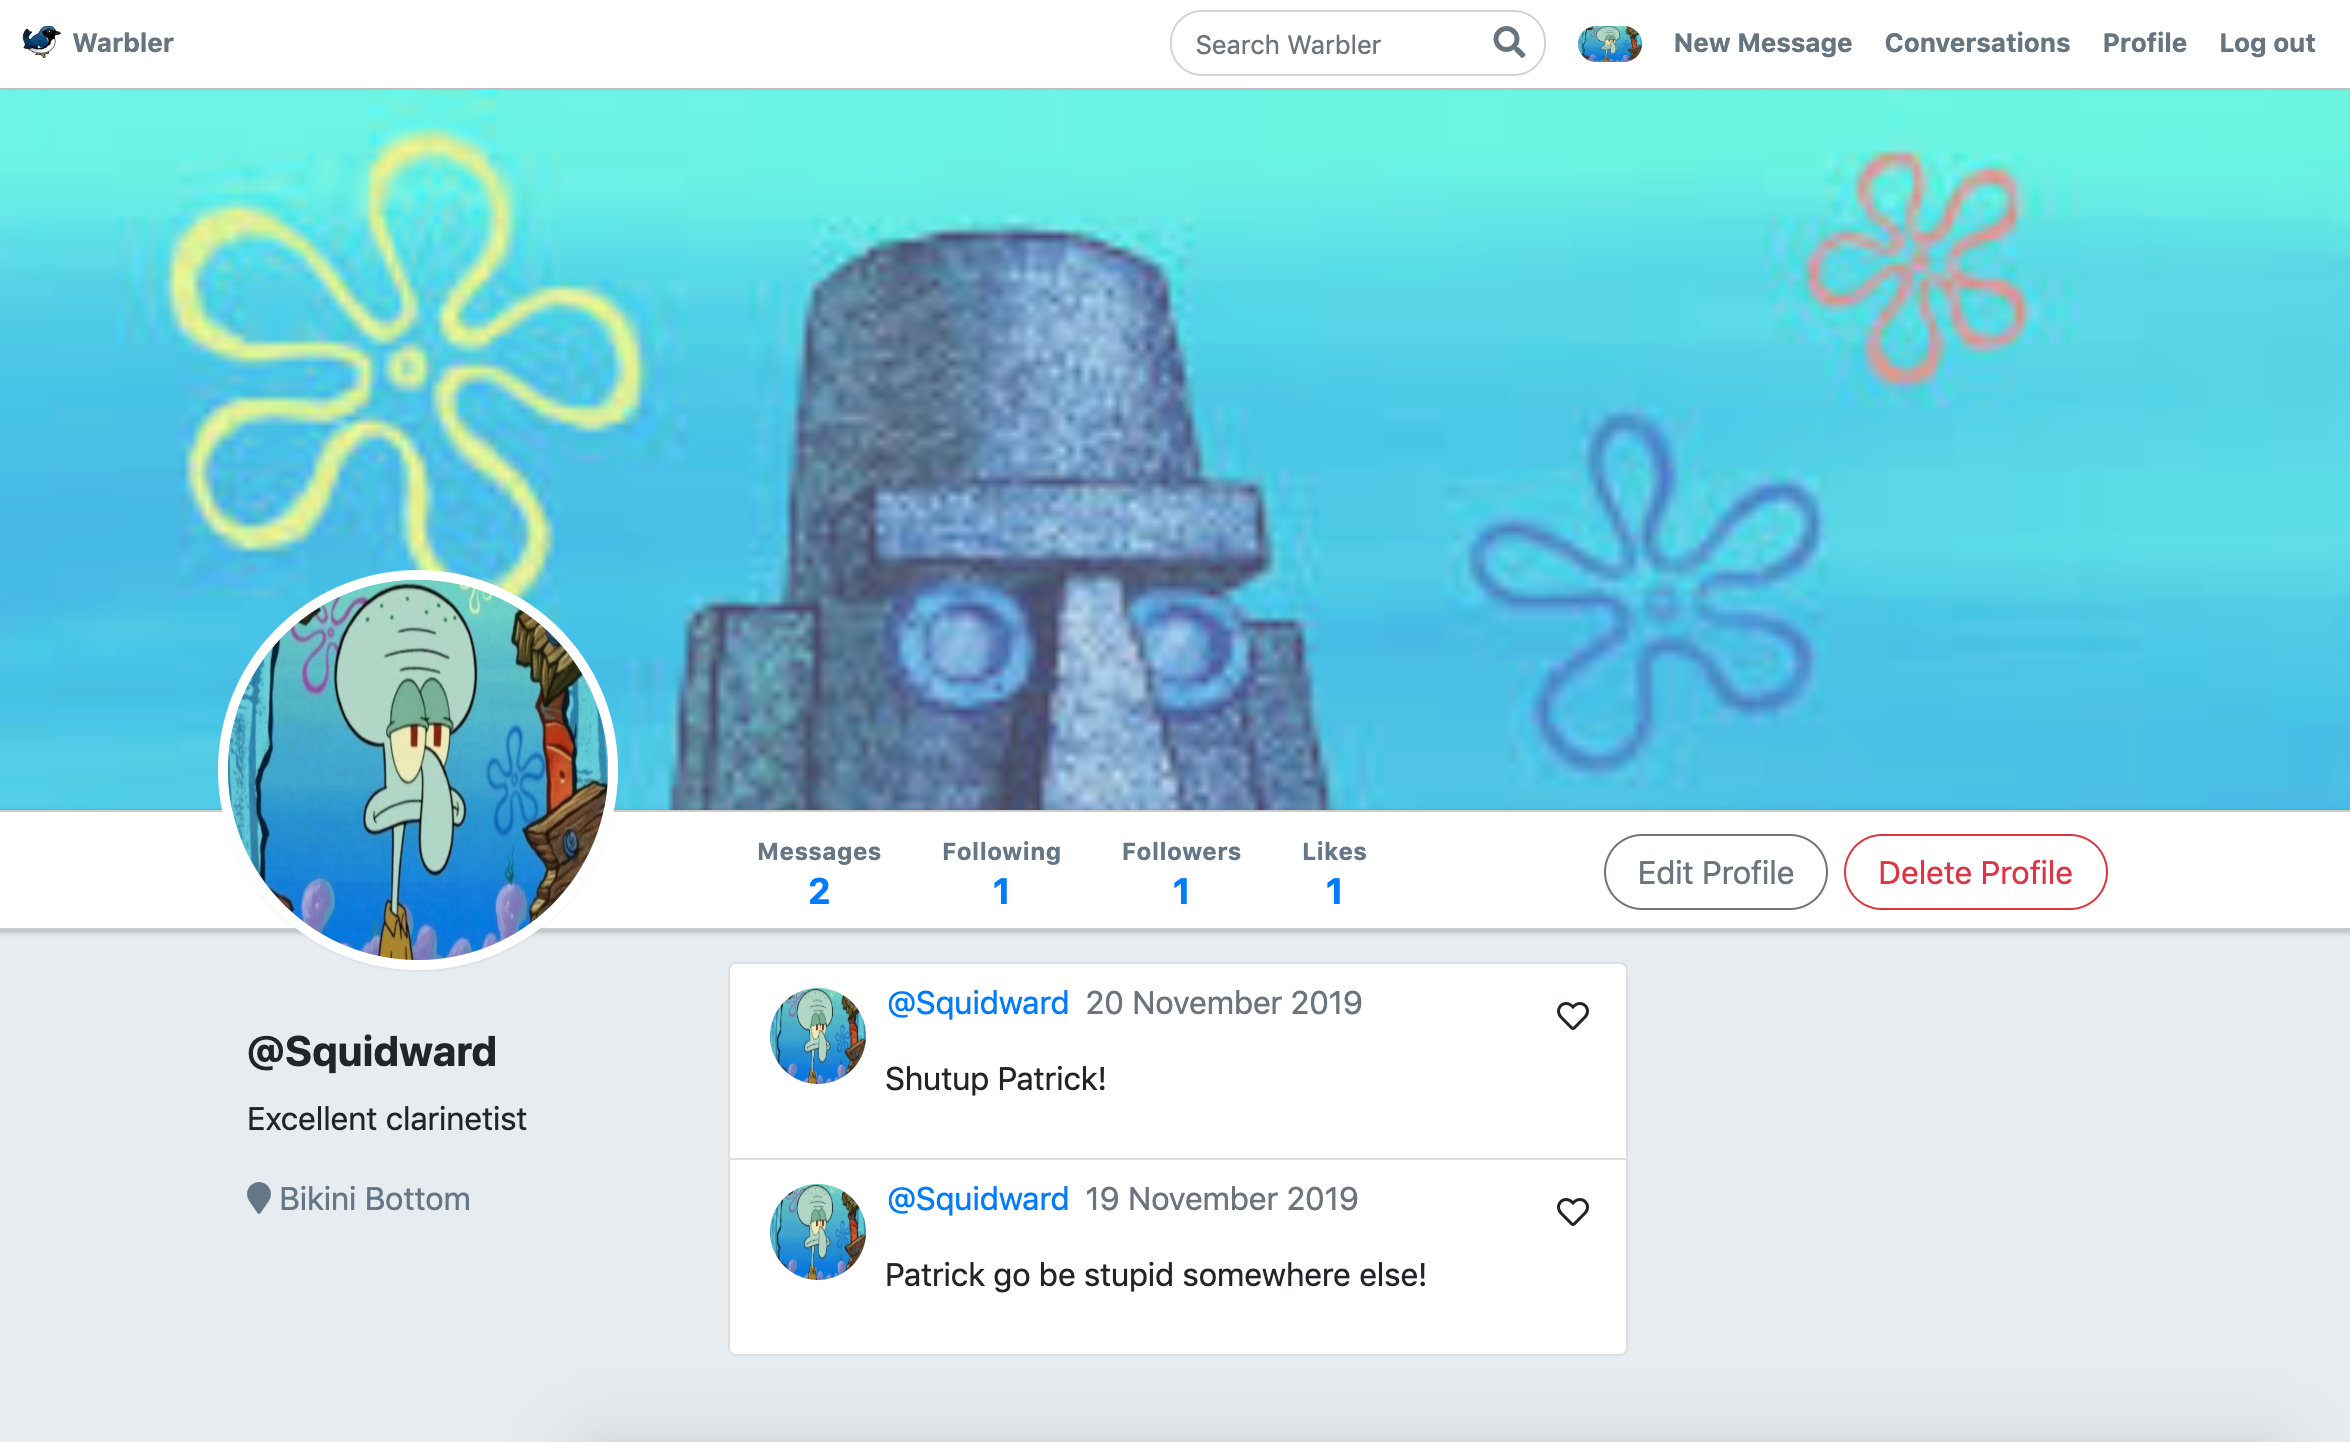 Warbler
Search Warbler
New Message Conversations Profile Log out
Messages Following Followers Likes
2 1 1 1
Edit Profile Delete Profile
@Squidward
Excellent clarinetist
Bikini Bottom
@Squidward 20 November 2019
Shutup Patrick!
@Squidward 19 November 2019
Patrick go be stupid somewhere else!